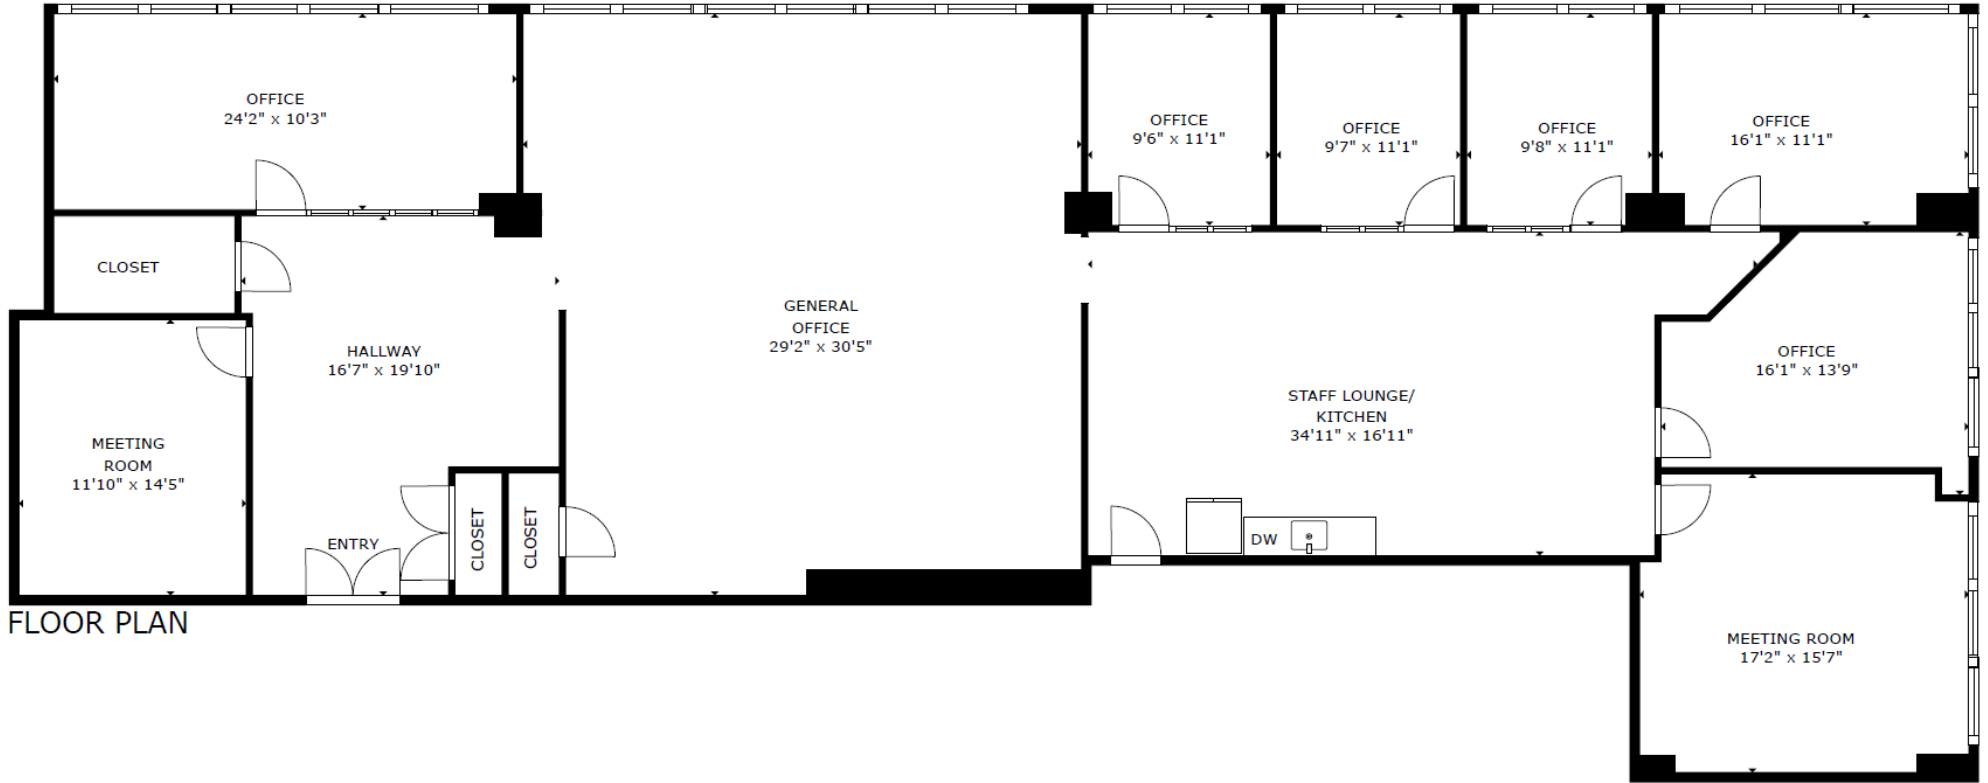 OFFICE
24'2" x 10'3"
OFFICE
9'6" x 11'1"
OFFICE
9'7" x 11'1"
OFFICE
9'8" x 11'1"
OFFICE
16'1" x 11'1"
CLOSET
GENERAL
OFFICE
29'2" x 30'5"
HALLWAY
16'7" x 19'10"
OFFICE
16'1" x 13'9"
STAFF LOUNGE/
KITCHEN
34'11" x 16'11"
MEETING
ROOM
11'10" x 14'5"
ENTRY
CLOSET
CLOSET
DW
FLOOR PLAN
MEETING ROOM
17'2" x 15'7"